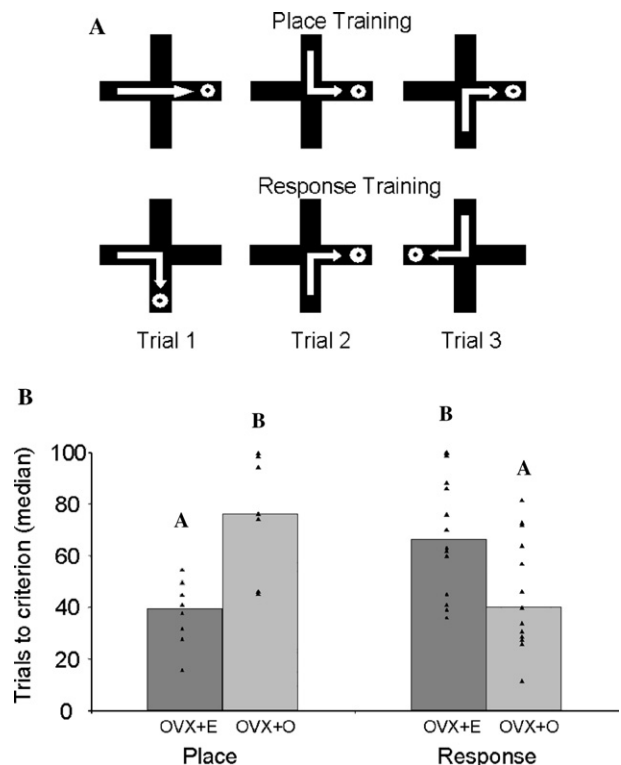 A
Place Training
Response Training
Trial 1 Trial 2 Trial 3
B
Trials to criterion (median)
100
80
60
40
20
0
A
B
B
A
OVX+E OVX+O OVX+E OVX+O
Place Response